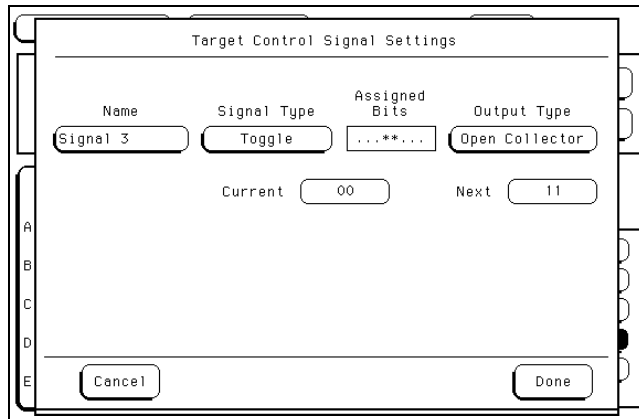 Target Control Signal Settings
Name Signal Type Assigned Bits Output Type
Signal 3 Toggle ...**... Open Collector
Current 00 Next 11
A
B
C
D
E
Cancel Done